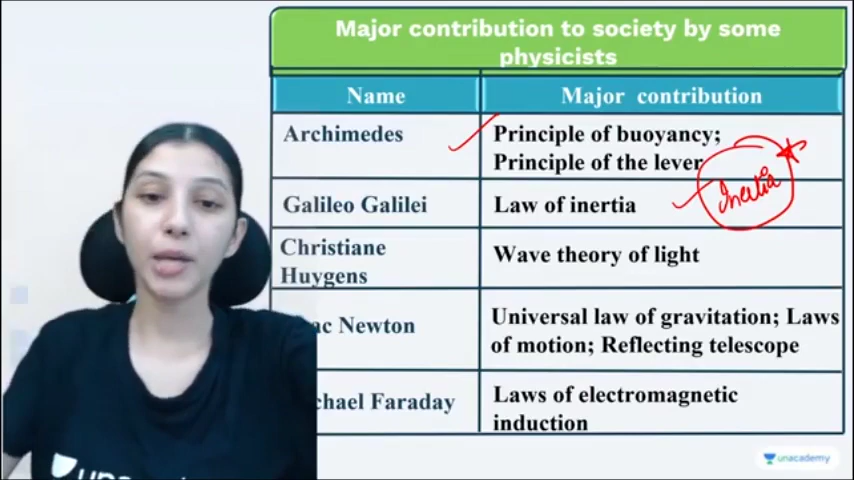 Major contribution to society by some
physicists
Name
Major contribution
Archimedes
Principle of buoyancy;
Principle of the lever
Inertia
Galileo Galilei
Law of inertia
Christiane
Huygens
Wave theory of light
ac Newton
Universal law of gravitation; Laws
of motion; Reflecting telescope
chael Faraday
Laws of electromagnetic
induction
unacademy